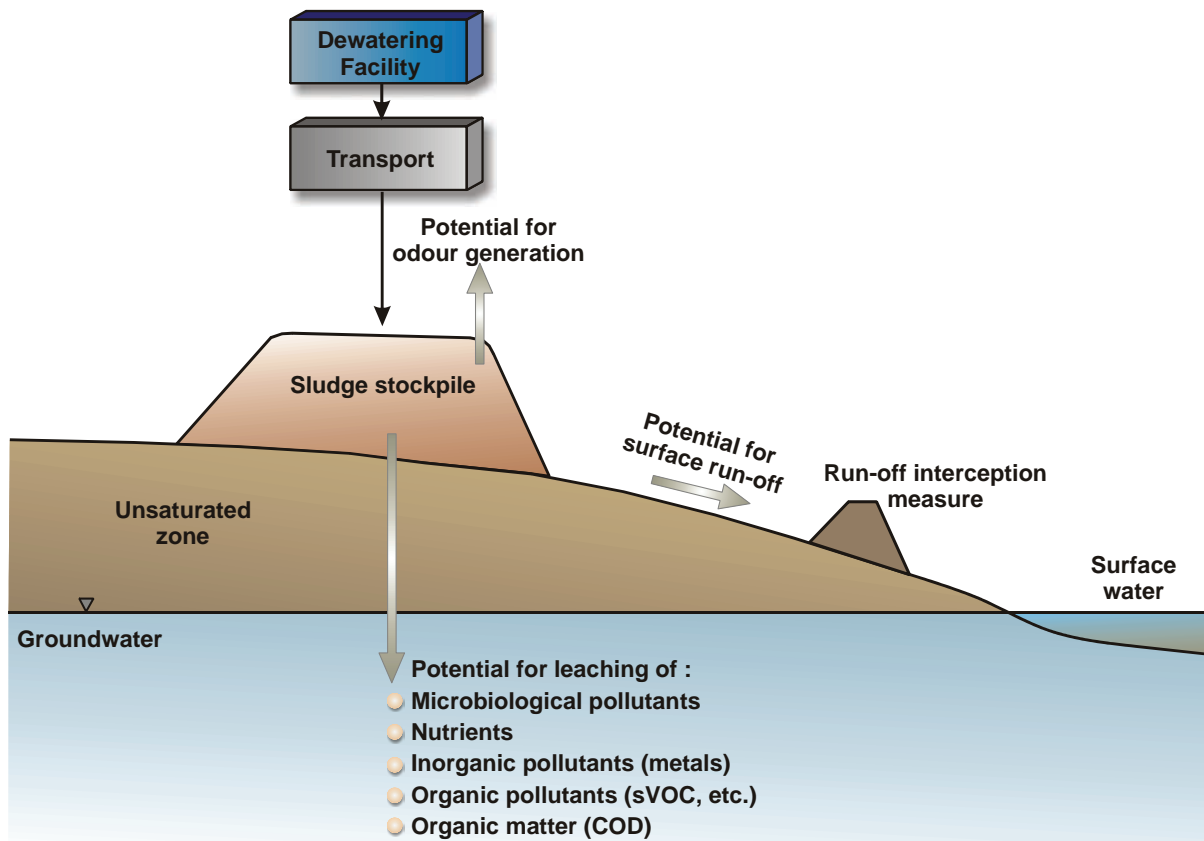 Dewatering
Facility
Transport
Potential for
odour generation
Sludge stockpile
Potential for
surface run-off
Run-off interception
measure
Unsaturated
zone
Surface
water
Groundwater
Potential for leaching of :
Microbiological pollutants
Nutrients
Inorganic pollutants (metals)
Organic pollutants (sVOC, etc.)
Organic matter (COD)